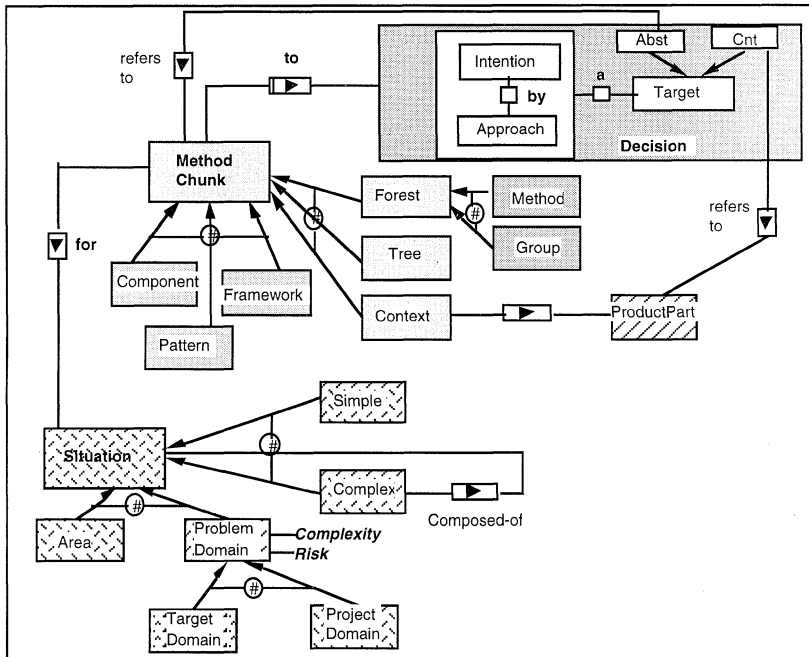 Abst
Cnt
refers
to
to
Intention
a
Target
by
Approach
Decision
Method
Chunk
Forest
#
Method
#
Group
refers
to
for
#
Tree
Component
Framework
Context
ProductPart
Pattern
Simple
#
Situation
Complex
Composed-of
#
Area
Problem
Domain
Complexity
Risk
#
Target
Domain
Project
Domain